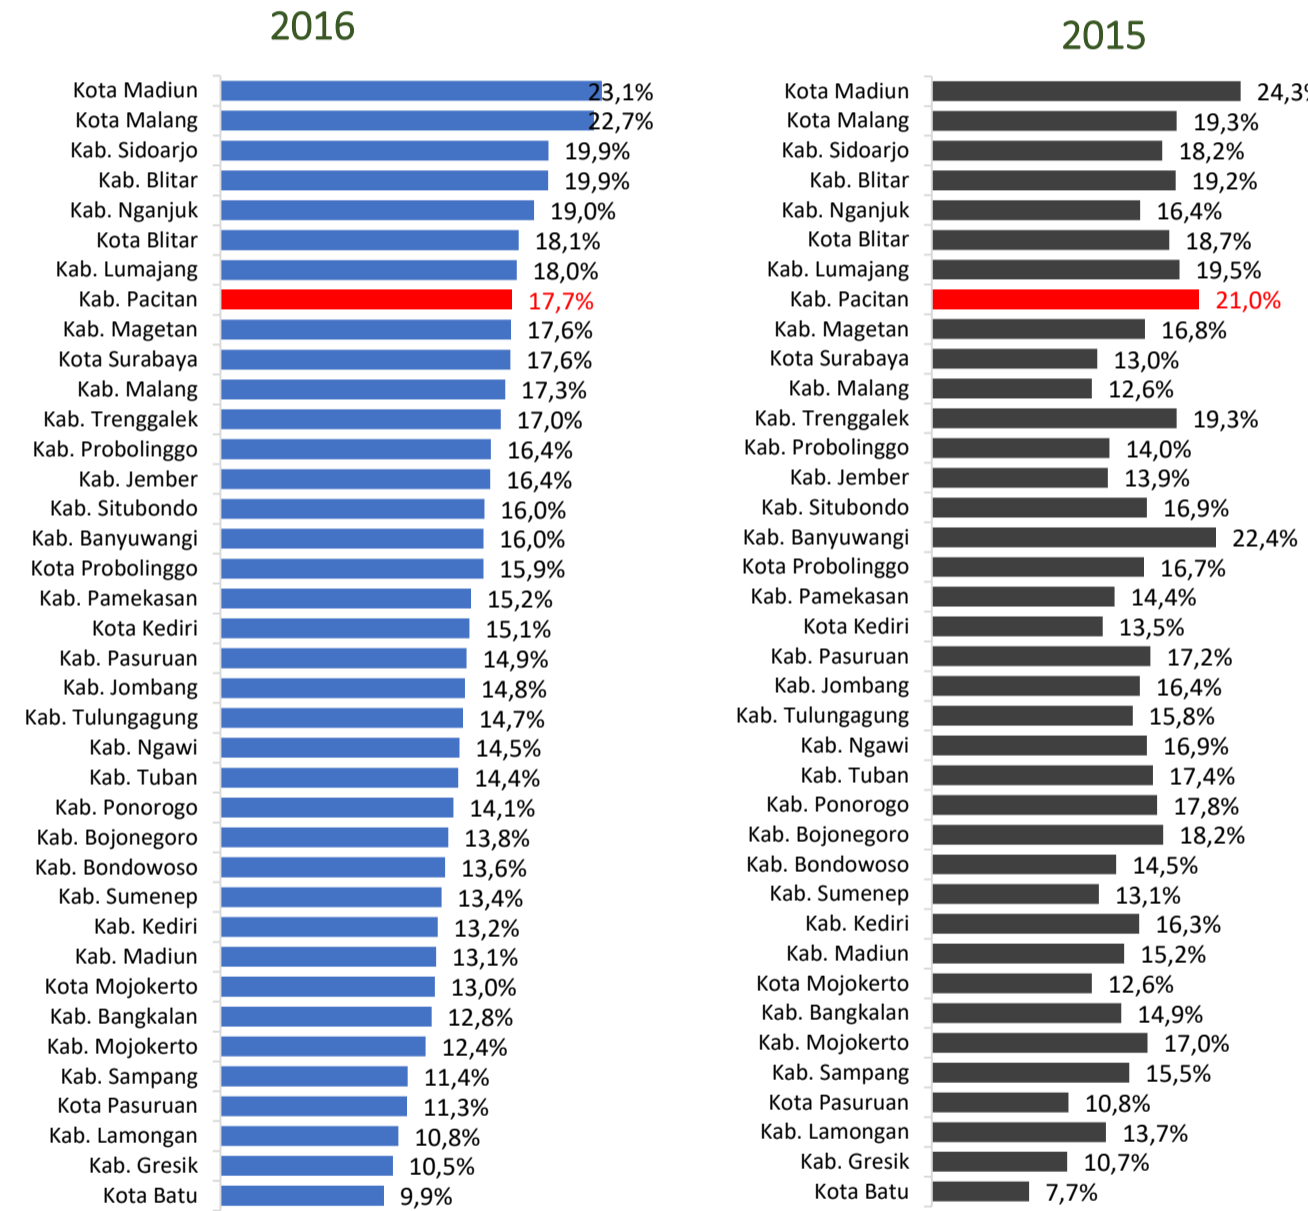 2016
Kota Madiun 23,1%
Kota Malang 22,7%
Kab. Sidoarjo 19,9%
Kab. Blitar 19,9%
Kab. Nganjuk 19,0%
Kota Blitar 18,1%
Kab. Lumajang 18,0%
Kab. Pacitan 17,7%
Kab. Magetan 17,6%
Kota Surabaya 17,6%
Kab. Malang 17,3%
Kab. Trenggalek 17,0%
Kab. Probolinggo 16,4%
Kab. Jember 16,4%
Kab. Situbondo 16,0%
Kab. Banyuwangi 16,0%
Kota Probolinggo 15,9%
Kab. Pamekasan 15,2%
Kota Kediri 15,1%
Kab. Pasuruan 14,9%
Kab. Jombang 14,8%
Kab. Tulungagung 14,7%
Kab. Ngawi 14,5%
Kab. Tuban 14,4%
Kab. Ponorogo 14,1%
Kab. Bojonegoro 13,8%
Kab. Bondowoso 13,6%
Kab. Sumenep 13,4%
Kab. Kediri 13,2%
Kab. Madiun 13,1%
Kota Mojokerto 13,0%
Kab. Bangkalan 12,8%
Kab. Mojokerto 12,4%
Kab. Sampang 11,4%
Kota Pasuruan 11,3%
Kab. Lamongan 10,8%
Kab. Gresik 10,5%
Kota Batu 9,9%
2015
Kota Madiun 24,3%
Kota Malang 19,3%
Kab. Sidoarjo 18,2%
Kab. Blitar 19,2%
Kab. Nganjuk 16,4%
Kota Blitar 18,7%
Kab. Lumajang 19,5%
Kab. Pacitan 21,0%
Kab. Magetan 16,8%
Kota Surabaya 13,0%
Kab. Malang 12,6%
Kab. Trenggalek 19,3%
Kab. Probolinggo 14,0%
Kab. Jember 13,9%
Kab. Situbondo 16,9%
Kab. Banyuwangi 22,4%
Kota Probolinggo 16,7%
Kab. Pamekasan 14,4%
Kota Kediri 13,5%
Kab. Pasuruan 17,2%
Kab. Jombang 16,4%
Kab. Tulungagung 15,8%
Kab. Ngawi 16,9%
Kab. Tuban 17,4%
Kab. Ponorogo 17,8%
Kab. Bojonegoro 18,2%
Kab. Bondowoso 14,5%
Kab. Sumenep 13,1%
Kab. Kediri 16,3%
Kab. Madiun 15,2%
Kota Mojokerto 12,6%
Kab. Bangkalan 14,9%
Kab. Mojokerto 17,0%
Kab. Sampang 15,5%
Kota Pasuruan 10,8%
Kab. Lamongan 13,7%
Kab. Gresik 10,7%
Kota Batu 7,7%